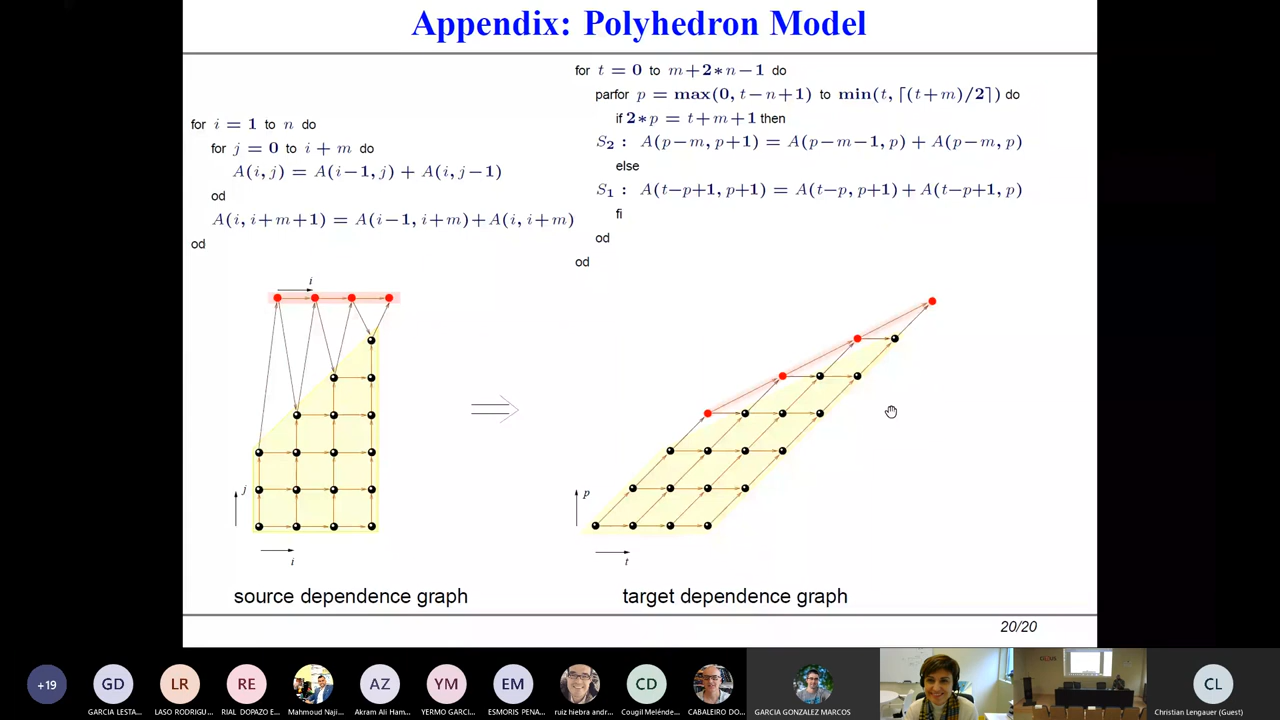 Appendix: Polyhedron Model
for i = 1 to n do
for j = 0 to i + m do
A(i, j) = A(i−1, j) + A(i, j−1)
od
A(i, i+m+1) = A(i−1, i+m)+A(i, i+m)
od
for t = 0 to m+2∗n−1 do
parfor p = max(0, t−n+1) to min(t, ⌈(t+m)/2⌉) do
if 2∗p = t+m+1 then
S₂ : A(p−m, p+1) = A(p−m−1, p) + A(p−m, p)
else
S₁ : A(t−p+1, p+1) = A(t−p, p+1)+A(t−p+1, p)
fi
od
od
i
j
i
⟹
p
t
source dependence graph
target dependence graph
20/20
+19
GD
LR
RE
AZ
YM
EM
CD
CL
GARCIA LESTA...
LASO RODRIGU...
RIAL DOPAZO E...
Mahmoud Naji...
Akram Ali Ham...
YERMO GARCI...
ESMORIS PENA...
ruiz hiebra andr...
Cougil Melénde...
CABALEIRO DO...
GARCIA GONZALEZ MARCOS
Christian Lengauer (Guest)